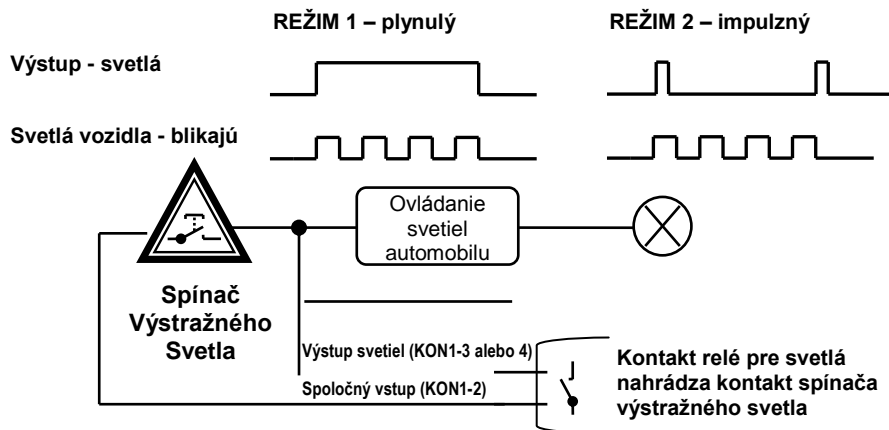 REŽIM 1 – plynulý
REŽIM 2 – impulzný
Výstup - svetlá
Svetlá vozidla - blikajú
Ovládanie
svetiel
automobilu
Spínač
Výstražného
Svetla
Výstup svetiel (KON1-3 alebo 4)
Spoločný vstup (KON1-2)
Kontakt relé pre svetlá
nahrádza kontakt spínača
výstražného svetla